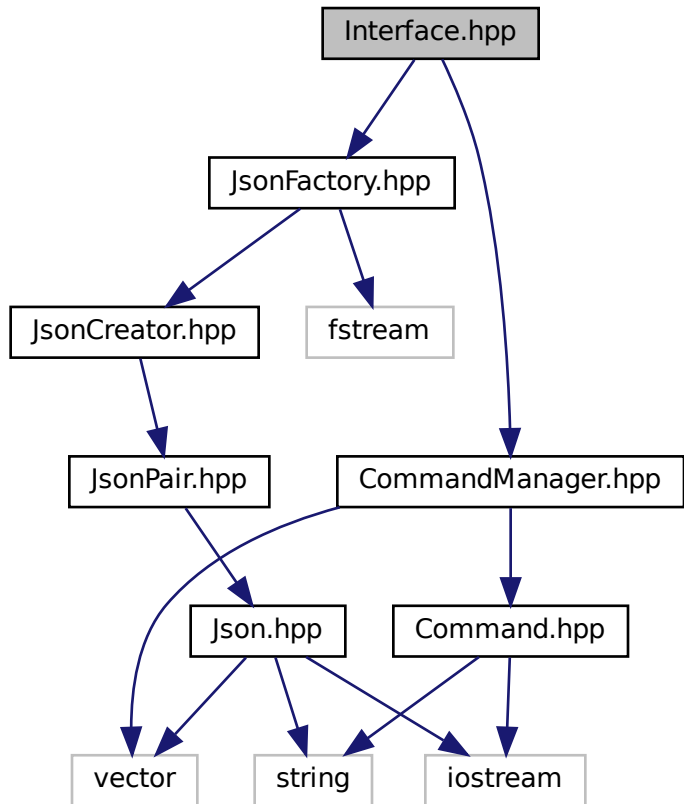 Interface.hpp
JsonFactory.hpp
JsonCreator.hpp
fstream
JsonPair.hpp
CommandManager.hpp
Json.hpp
Command.hpp
vector
string
iostream